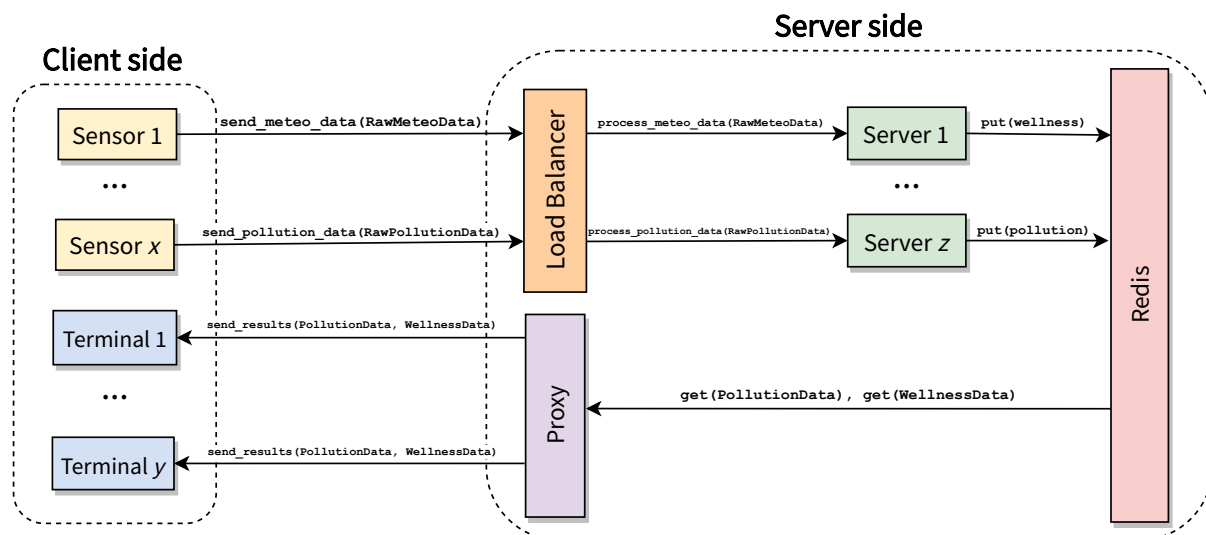 Server side
Client side
Sensor 1
send_meteo_data(RawMeteoData)
Load Balancer
process_meteo_data(RawMeteoData)
Server 1
put(wellness)
...
...
Sensor x
send_pollution_data(RawPollutionData)
process_pollution_data(RawPollutionData)
Server z
put(pollution)
Redis
Terminal 1
send_results(PollutionData, WellnessData)
Proxy
...
get(PollutionData), get(WellnessData)
Terminal y
send_results(PollutionData, WellnessData)